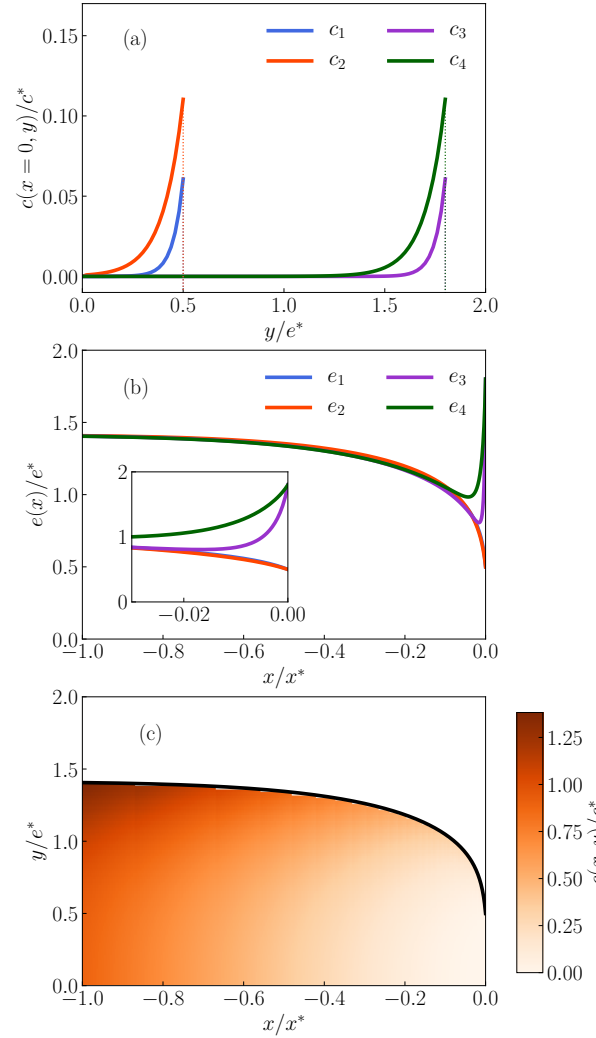 (a)
c₁
c₂
c₃
c₄
0.15
0.10
0.05
0.00
c(x = 0, y)/c*
0.0 0.5 1.0 1.5 2.0
y/e*
(b)
e₁
e₂
e₃
e₄
2.0
1.5
1.0
0.5
0.0
e(x)/e*
2
1
0
−0.02 0.00
−1.0 −0.8 −0.6 −0.4 −0.2 0.0
x/x*
(c)
2.0
1.5
1.0
0.5
0.0
y/e*
−1.0 −0.8 −0.6 −0.4 −0.2 0.0
x/x*
1.25
1.00
0.75
0.50
0.25
0.00